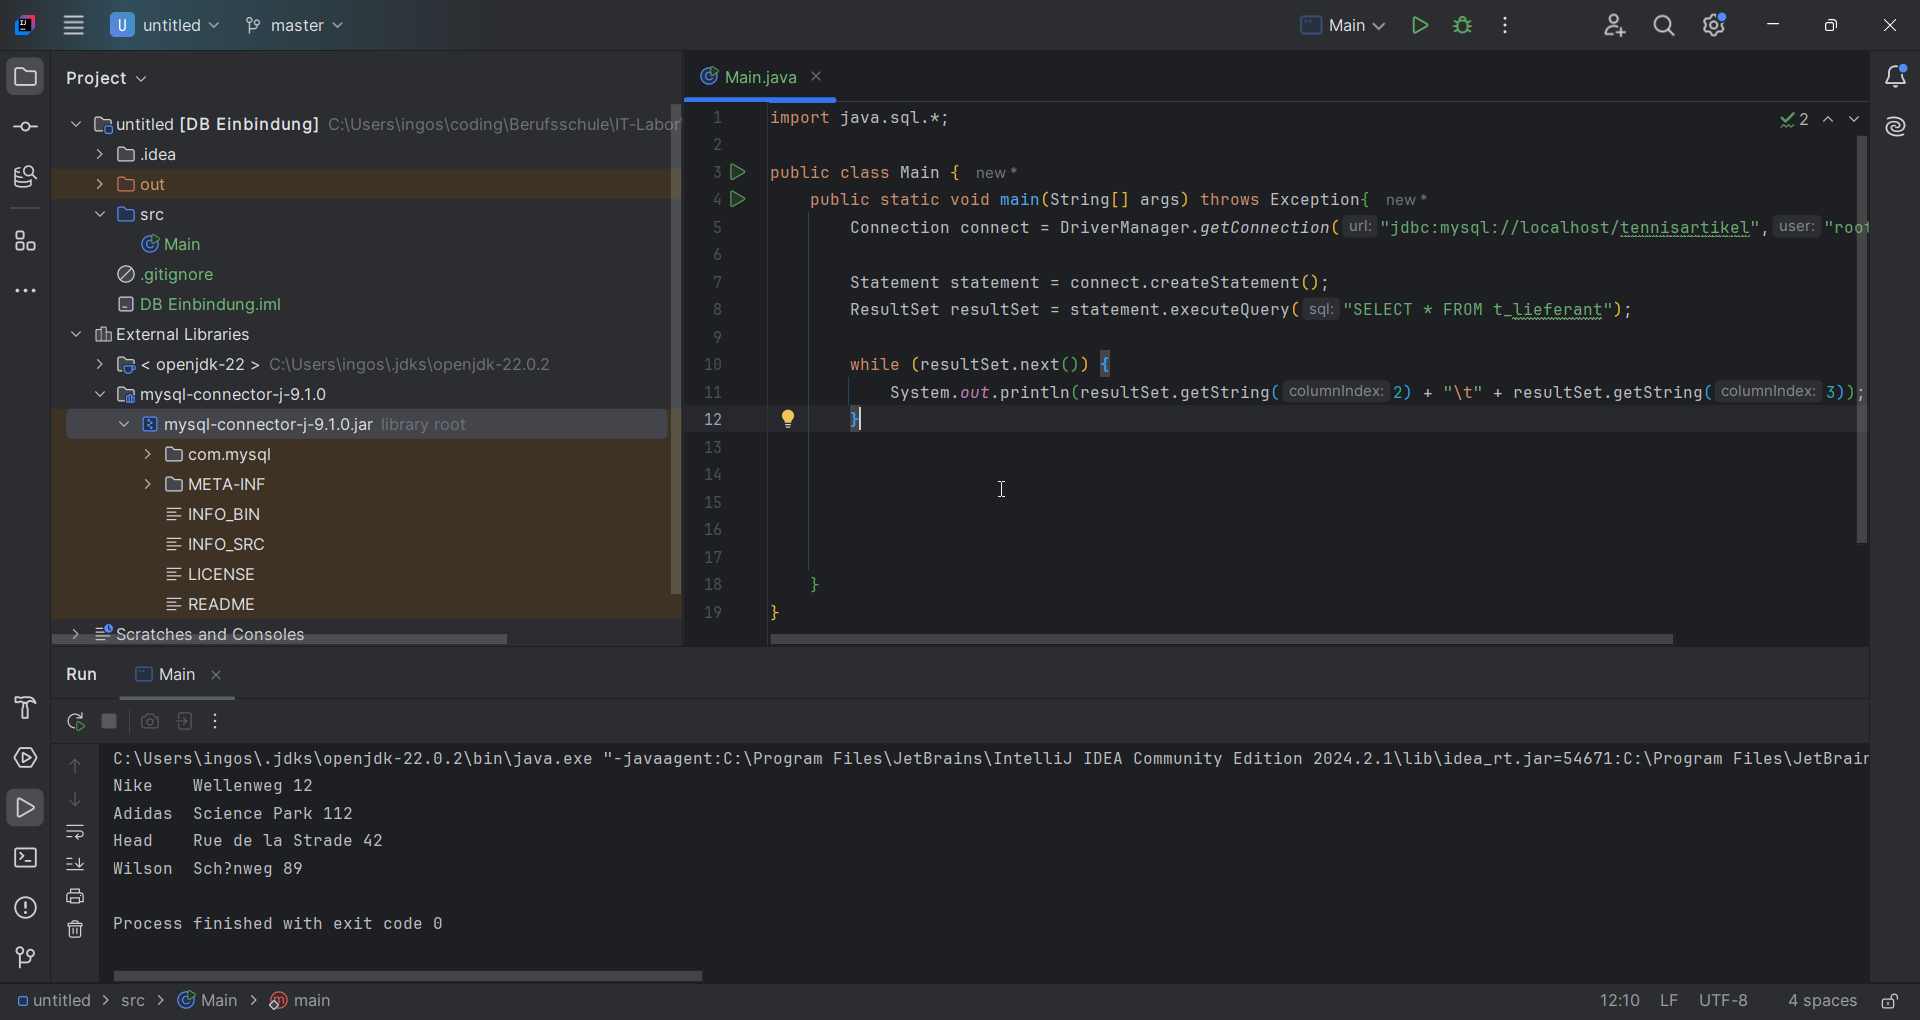 U untitled master Main
Project
untitled [DB Einbindung] C:\Users\ingos\coding\Berufsschule\IT-Labor
.idea
out
src
Main
.gitignore
DB Einbindung.iml
External Libraries
< openjdk-22 > C:\Users\ingos\.jdks\openjdk-22.0.2
mysql-connector-j-9.1.0
mysql-connector-j-9.1.0.jar library root
com.mysql
META-INF
INFO_BIN
INFO_SRC
LICENSE
README
Scratches and Consoles
Main.java
2
1 import java.sql.*;
2
3 public class Main { new *
4 public static void main(String[] args) throws Exception{ new *
5 Connection connect = DriverManager.getConnection( url: "jdbc:mysql://localhost/tennisartikel", user: "root
6
7 Statement statement = connect.createStatement();
8 ResultSet resultSet = statement.executeQuery( sql: "SELECT * FROM t_lieferant");
9
10 while (resultSet.next()) {
11 System.out.println(resultSet.getString( columnIndex: 2) + "\t" + resultSet.getString( columnIndex: 3));
12 }
13
14
15
16
17
18 }
19 }
Run Main
C:\Users\ingos\.jdks\openjdk-22.0.2\bin\java.exe "-javaagent:C:\Program Files\JetBrains\IntelliJ IDEA Community Edition 2024.2.1\lib\idea_rt.jar=54671:C:\Program Files\JetBrain
Nike Wellenweg 12
Adidas Science Park 112
Head Rue de la Strade 42
Wilson Sch?nweg 89
Process finished with exit code 0
untitled > src > Main > main 12:10 LF UTF-8 4 spaces